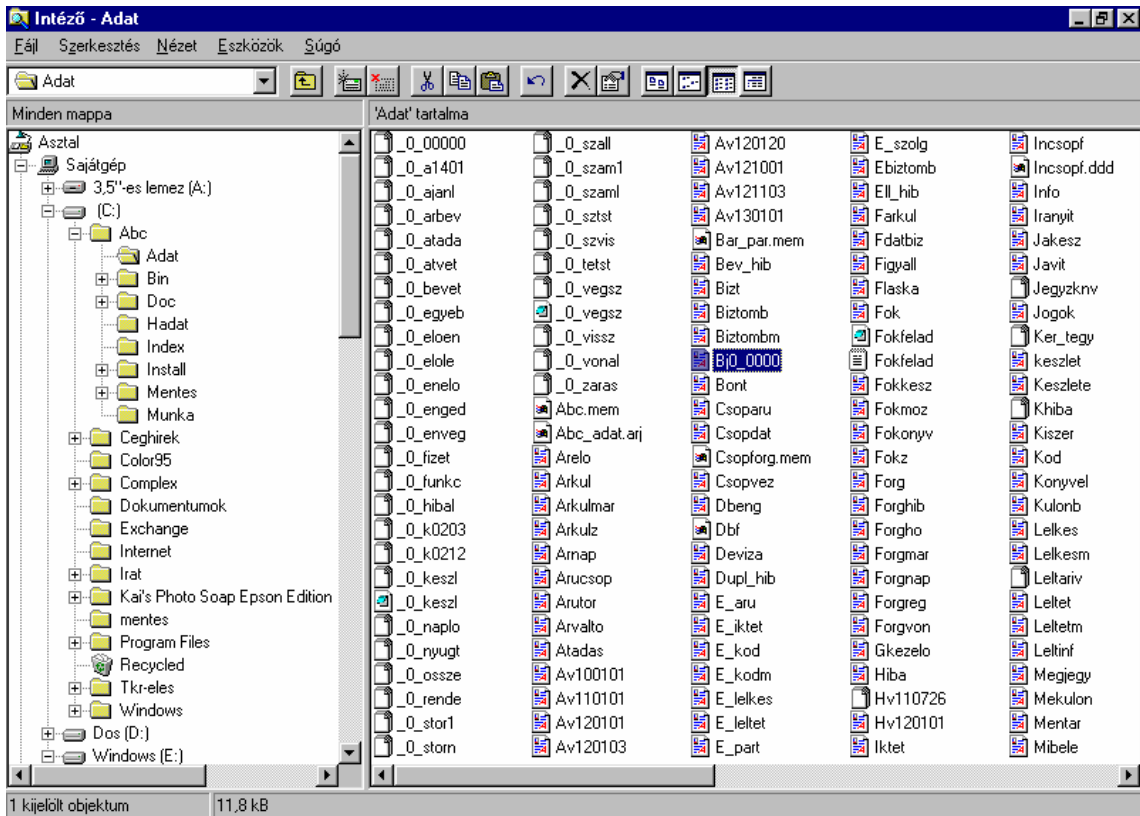 Intéző - Adat
Fájl Szerkesztés Nézet Eszközök Súgó
Adat
Minden mappa
'Adat' tartalma
Asztal
Sajátgép
3,5''-es lemez (A:)
(C:)
Abc
Adat
Bin
Doc
Hadat
Index
Install
Mentes
Munka
Ceghirek
Color95
Complex
Dokumentumok
Exchange
Internet
Irat
Kai's Photo Soap Epson Edition
mentes
Program Files
Recycled
Tkr-eles
Windows
Dos (D:)
Windows (E:)
_0_00000
_0_a1401
_0_ajanl
_0_arbev
_0_atada
_0_atvet
_0_bevet
_0_egyeb
_0_eloen
_0_elole
_0_enelo
_0_enged
_0_enveg
_0_fizet
_0_funkc
_0_hibal
_0_k0203
_0_k0212
_0_keszl
_0_keszl
_0_naplo
_0_nyugt
_0_ossze
_0_rende
_0_stor1
_0_storn
_0_szall
_0_szam1
_0_szaml
_0_sztst
_0_szvis
_0_tetst
_0_vegsz
_0_vegsz
_0_vissz
_0_vonal
_0_zaras
Abc.mem
Abc_adat.arj
Arelo
Arkul
Arkulmar
Arkulz
Arnap
Arucsop
Arutor
Arvalto
Atadas
Av100101
Av110101
Av120101
Av120103
Av120120
Av121001
Av121103
Av130101
Bar_par.mem
Bev_hib
Bizt
Biztomb
Biztombm
Bj0_0000
Bont
Csoparu
Csopdat
Csopforg.mem
Csopvez
Dbeng
Dbf
Deviza
Dupl_hib
E_aru
E_iktet
E_kod
E_kodm
E_lelkes
E_leltet
E_part
E_szolg
Ebiztomb
Ell_hib
Farkul
Fdatbiz
Figyall
Flaska
Fok
Fokfelad
Fokfelad
Fokkesz
Fokmoz
Fokonyv
Fokz
Forg
Forghib
Forgho
Forgmar
Forgnap
Forgreg
Forgvon
Gkezelo
Hiba
Hv110726
Hv120101
Iktet
Incsopf
Incsopf.ddd
Info
Iranyit
Jakesz
Javit
Jegyzknv
Jogok
Ker_tegy
keszlet
Keszlete
Khiba
Kiszer
Kod
Konyvel
Kulonb
Lelkes
Lelkesm
Leltariv
Leltet
Leltetm
Leltinf
Megjegy
Mekulon
Mentar
Mibele
1 kijelölt objektum
11,8 kB